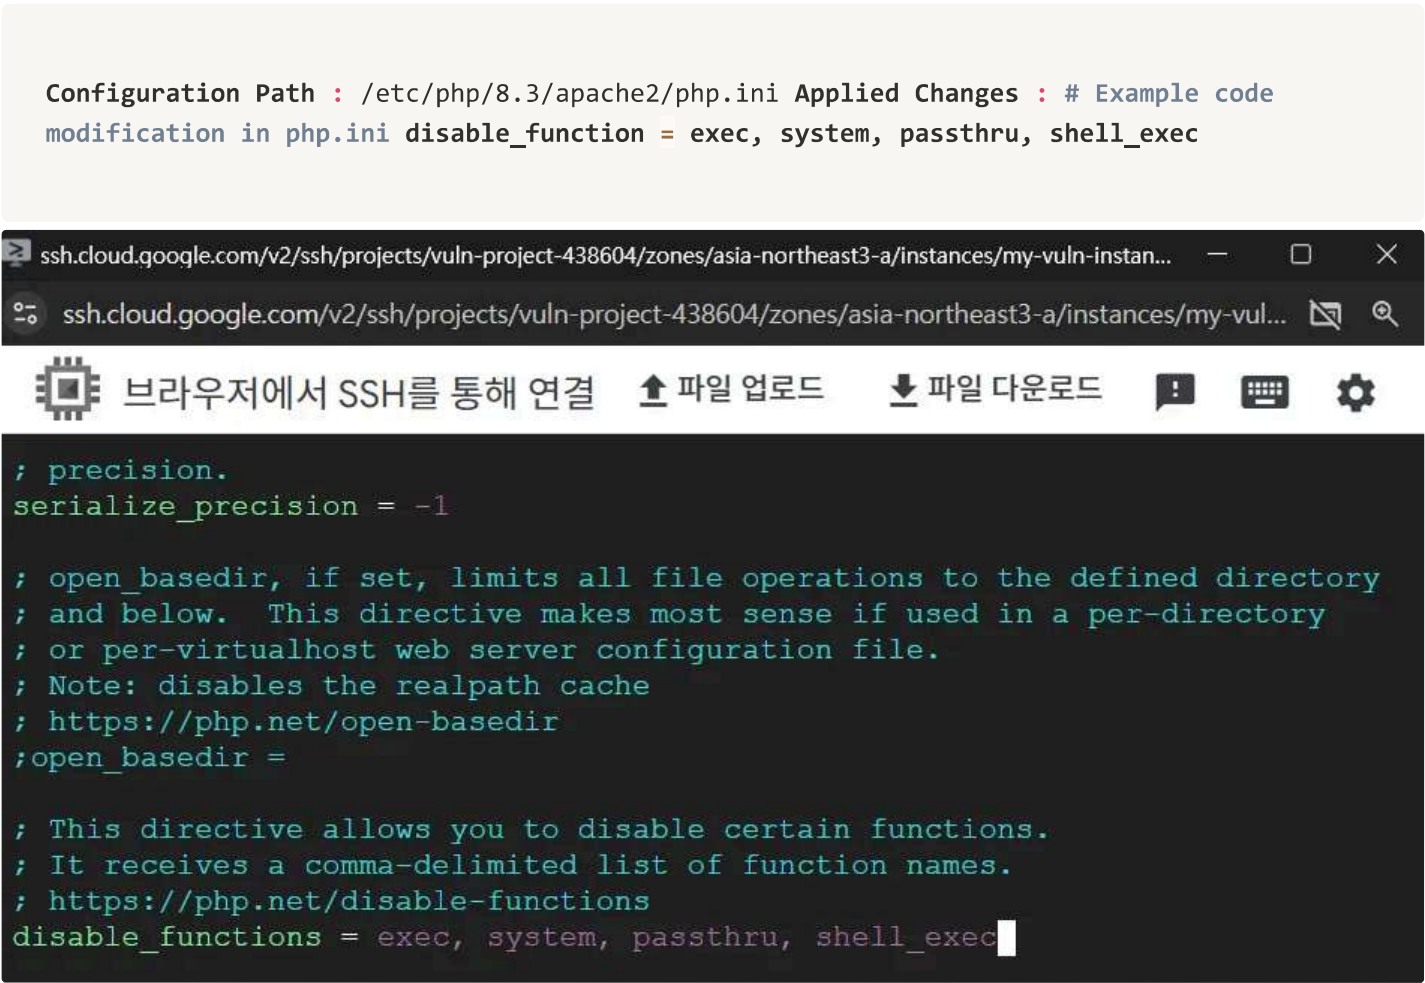 Configuration Path : /etc/php/8.3/apache2/php.ini Applied Changes : # Example code
modification in php.ini disable_function = exec, system, passthru, shell_exec
ssh.cloud.google.com/v2/ssh/projects/vuln-project-438604/zones/asia-northeast3-a/instances/my-vuln-instan...
ssh.cloud.google.com/v2/ssh/projects/vuln-project-438604/zones/asia-northeast3-a/instances/my-vul...
브라우저에서 SSH를 통해 연결 파일 업로드 파일 다운로드
; precision.
serialize_precision = -1
; open_basedir, if set, limits all file operations to the defined directory
; and below.  This directive makes most sense if used in a per-directory
; or per-virtualhost web server configuration file.
; Note: disables the realpath cache
; https://php.net/open-basedir
;open_basedir =
; This directive allows you to disable certain functions.
; It receives a comma-delimited list of function names.
; https://php.net/disable-functions
disable_functions = exec, system, passthru, shell_exec